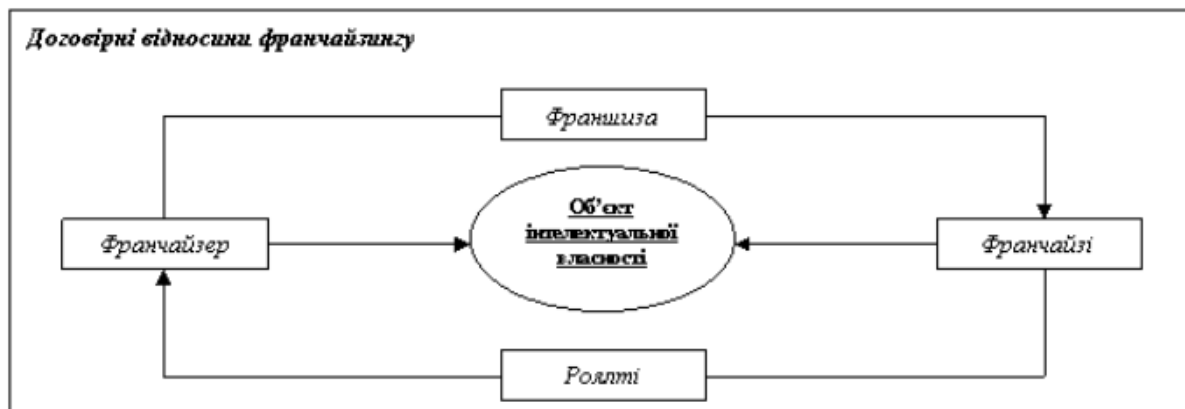 Договірні відносини франчайзингу
Франшиза
Об’єкт
інтелектуальної
власності
Франчайзер
Франчайзі
Роялті